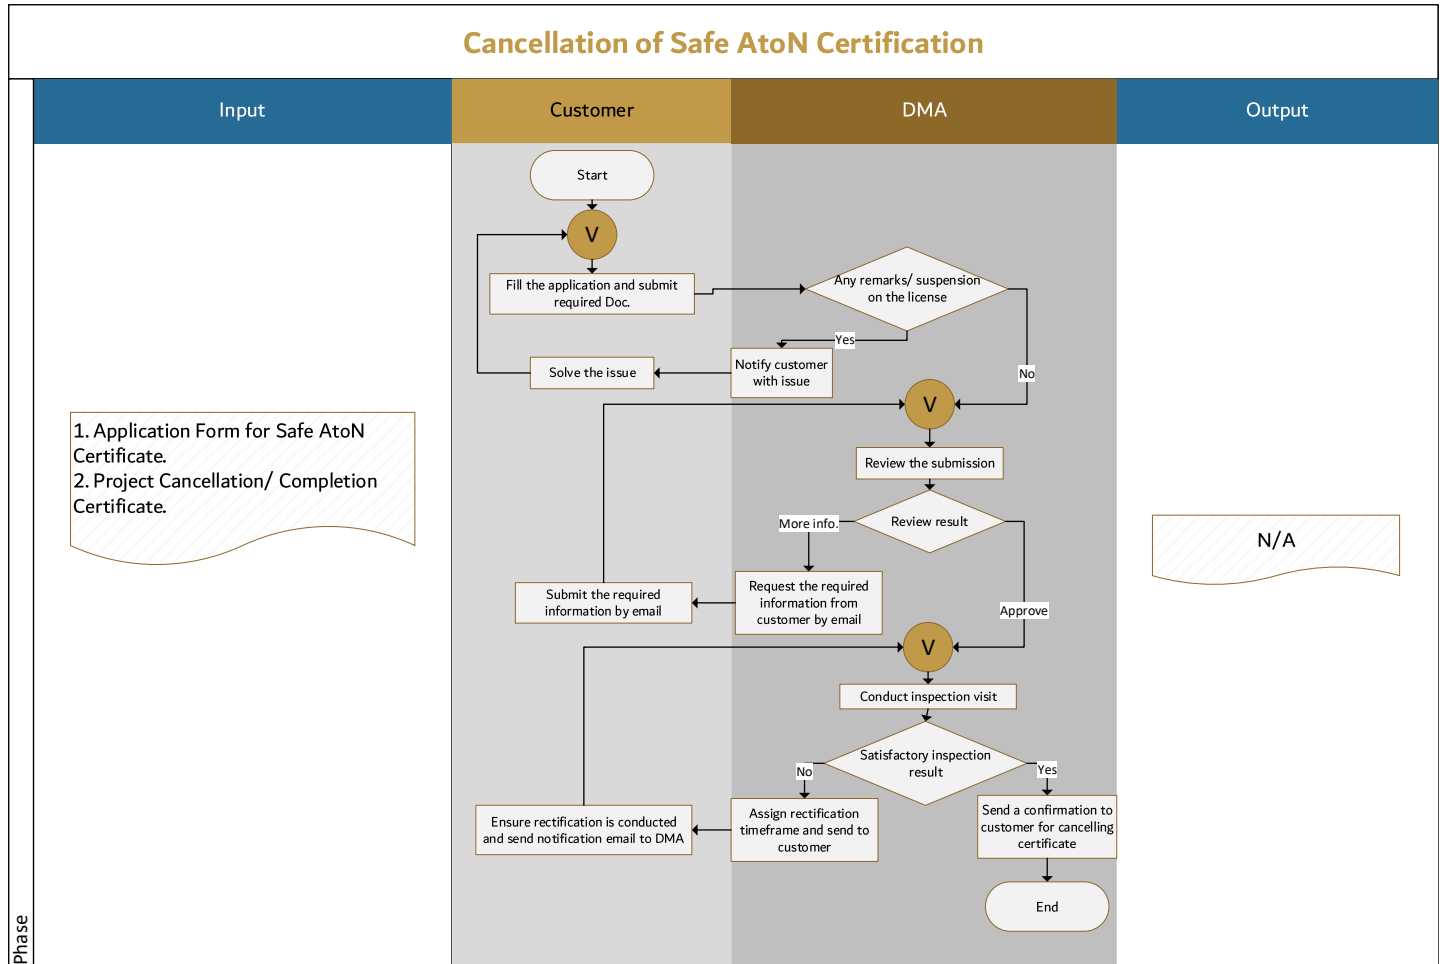 Cancellation of Safe AtoN Certification
Input
Customer
DMA
Output
Start
V
Fill the application and submit
required Doc.
Any remarks/ suspension
on the license
Yes
No
Notify customer
with issue
Solve the issue
V
Review the submission
Review result
More info.
Approve
Request the required
information from
customer by email
Submit the required
information by email
V
Conduct inspection visit
Satisfactory inspection
result
No
Yes
Assign rectification
timeframe and send to
customer
Ensure rectification is conducted
and send notification email to DMA
Send a confirmation to
customer for cancelling
certificate
End
1. Application Form for Safe AtoN
Certificate.
2. Project Cancellation/ Completion
Certificate.
N/A
Phase